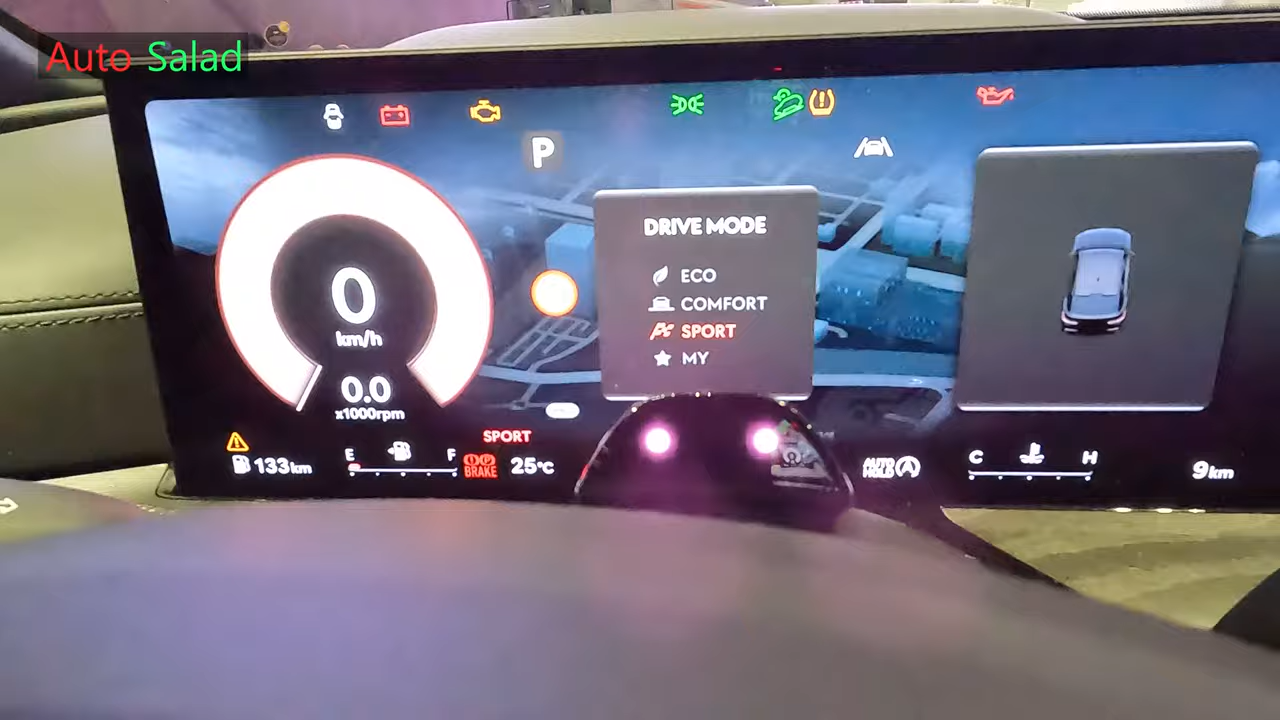 Auto Salad
P
DRIVE MODE
ECO
COMFORT
SPORT
MY
0
km/h
0.0
x1000rpm
SPORT
133km
E
F
BRAKE
25°C
AUTO
HOLD
A
C
H
9km